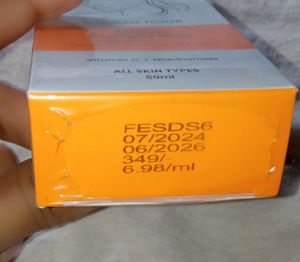 Vitamin C + Niacinamide
ALL SKIN TYPES
50ml
FESDS6
07/2024
06/2026
349/-
6.98/ml